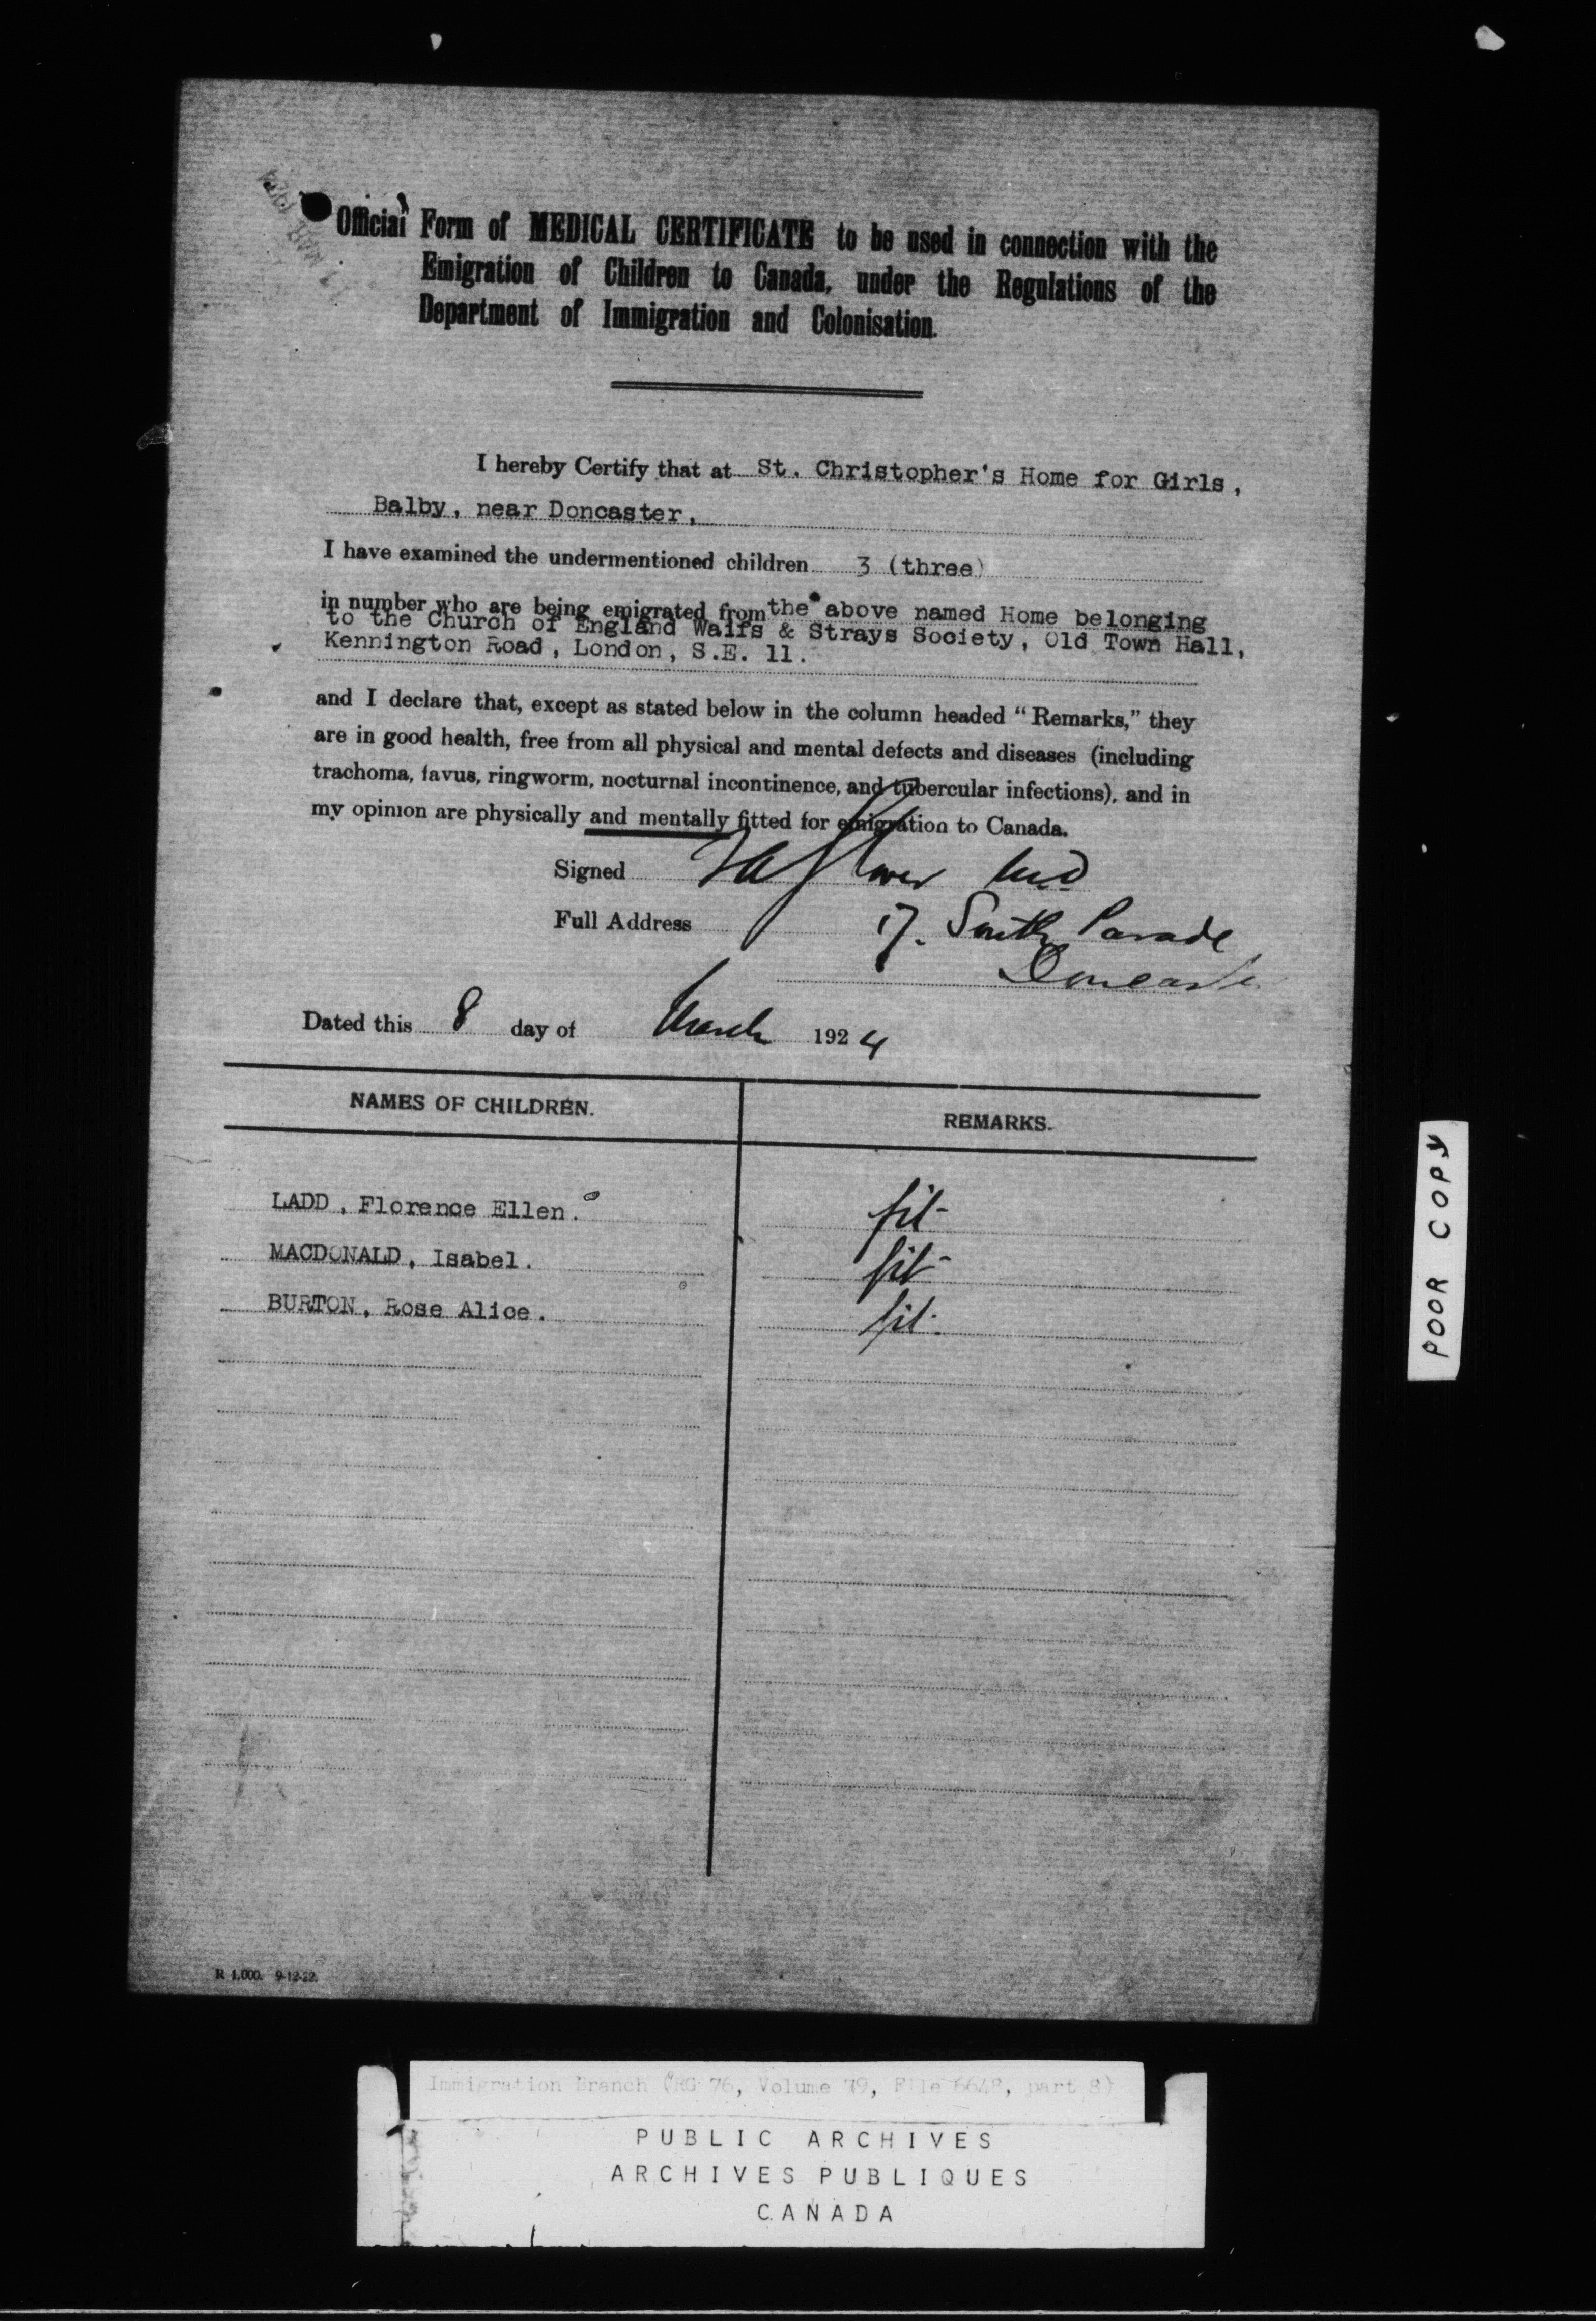 Official Form of MEDICAL CERTIFICATE to be used in connection with the
Emigration of Children to Canada, under the Regulations of the
Department of Immigration and Colonisation.
I hereby Certify that at St. Christopher's Home for Girls,
Balby, near Doncaster,
I have examined the undermentioned children 3 (three)
in number who are being emigrated from the above named Home belonging
to the Church of England Waifs & Strays Society, Old Town Hall,
Kennington Road, London, S.E. 11.
and I declare that, except as stated below in the column headed "Remarks," they
are in good health, free from all physical and mental defects and diseases (including
trachoma, favus, ringworm, nocturnal incontinence, and tubercular infections), and in
my opinion are physically and mentally fitted for emigration to Canada.
Signed
Full Address 17. South Parade
Doncaster
Dated this 8 day of March 1924
NAMES OF CHILDREN. REMARKS.
LADD, Florence Ellen. fit
MACDONALD, Isabel. fit
BURTON, Rose Alice. fit.
R 1,000. 9-12-22.
POOR COPY
Immigration Branch (RG 76, Volume 79, File 6648, part 8)
PUBLIC ARCHIVES
ARCHIVES PUBLIQUES
CANADA